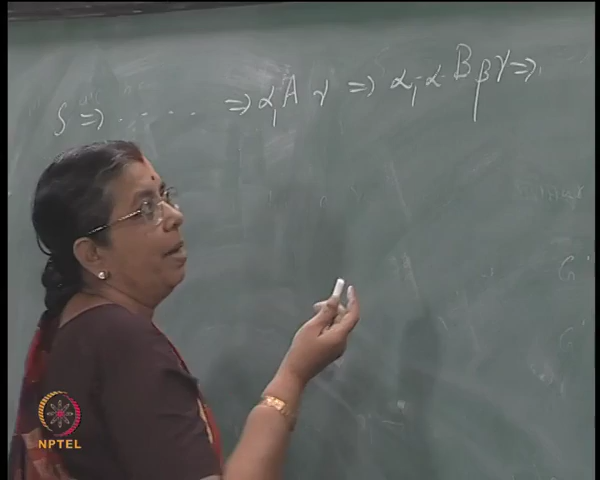 S ⇒ ..... ⇒ α₁ A γ ⇒ α₁ α B β γ ⇒
G'
G'
NPTEL